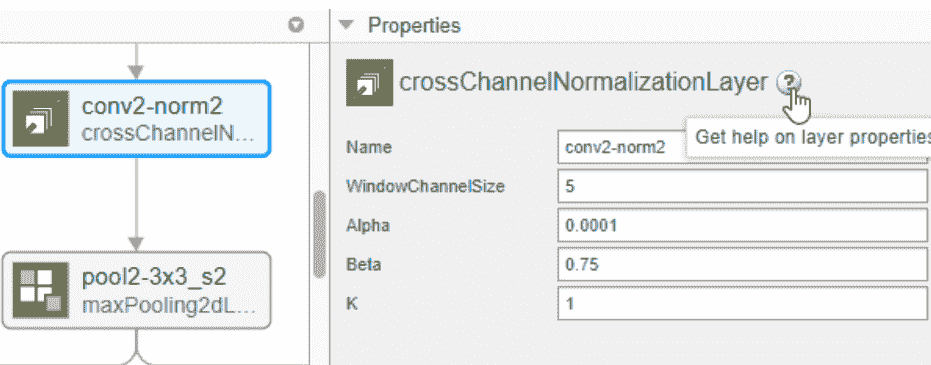 conv2-norm2
crossChannelN...
pool2-3x3_s2
maxPooling2dL...
Properties
crossChannelNormalizationLayer ?
Get help on layer properties
Name conv2-norm2
WindowChannelSize 5
Alpha 0.0001
Beta 0.75
K 1